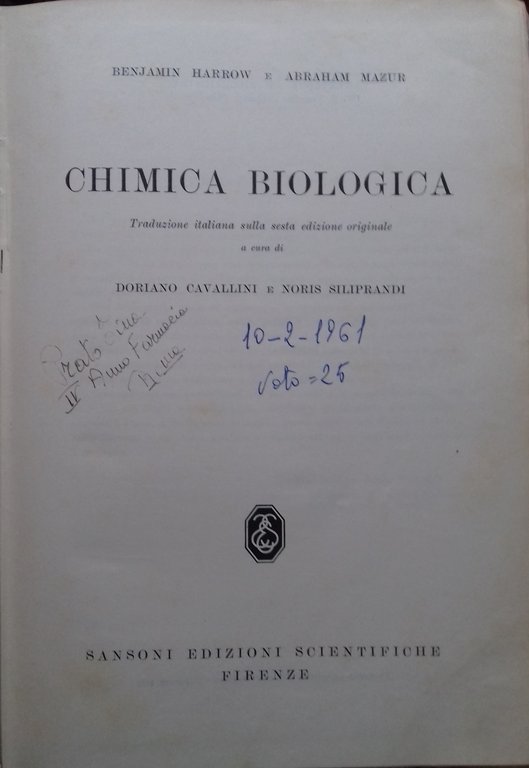 BENJAMIN HARROW E ABRAHAM MAZUR
CHIMICA BIOLOGICA
Traduzione italiana sulla sesta edizione originale
a cura di
DORIANO CAVALLINI E NORIS SILIPRANDI
Prato
IV Anno Farmacia
10-2-1961
voto = 25
SANSONI EDIZIONI SCIENTIFICHE
FIRENZE